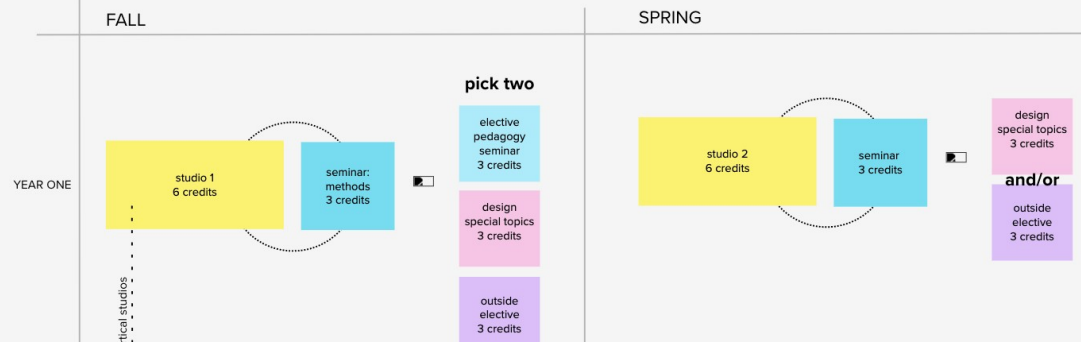 FALL
SPRING
YEAR ONE
studio 1
6 credits
seminar:
methods
3 credits
pick two
elective
pedagogy
seminar
3 credits
design
special topics
3 credits
outside
elective
3 credits
studio 2
6 credits
seminar
3 credits
design
special topics
3 credits
and/or
outside
elective
3 credits
studios